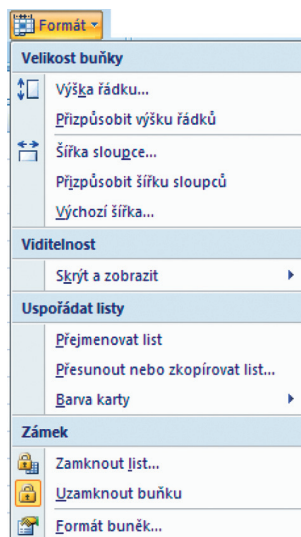 Formát
Velikost buňky
Výška řádku...
Přizpůsobit výšku řádků
Šířka sloupce...
Přizpůsobit šířku sloupců
Výchozí šířka...
Viditelnost
Skrýt a zobrazit
Uspořádat listy
Přejmenovat list
Přesunout nebo zkopírovat list...
Barva karty
Zámek
Zamknout list...
Uzamknout buňku
Formát buněk...